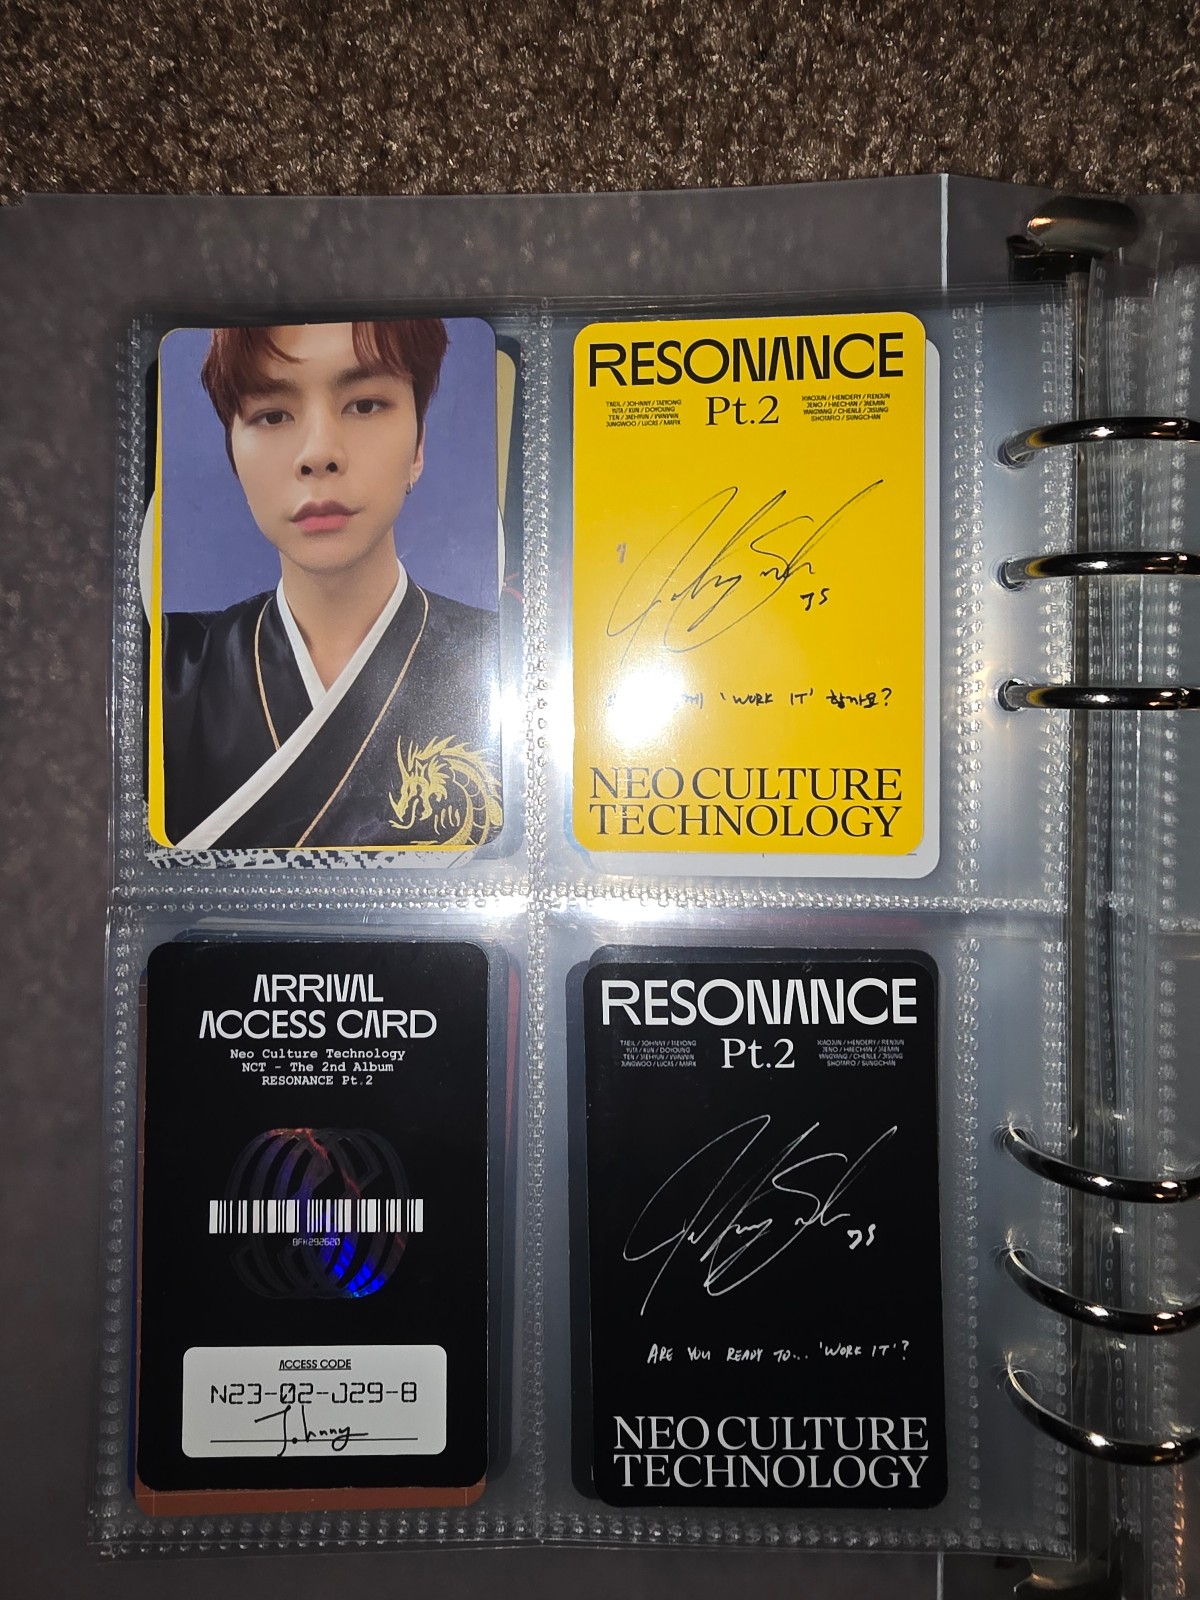 RESONANCE
Pt.2
TAEIL / JOHNNY / TAEYONG
YUTA / KUN / DOYOUNG
TEN / JAEHYUN / WINWIN
JUNGWOO / LUCAS / MARK
XIAOJUN / HENDERY / RENJUN
JENO / HAECHAN / JAEMIN
YANGYANG / CHENLE / JISUNG
SHOTARO / SUNGCHAN
Johnny Suh
JS
'WORK IT' 할까요?
NEO CULTURE
TECHNOLOGY
ARRIVAL
ACCESS CARD
Neo Culture Technology
NCT - The 2nd Album
RESONANCE Pt.2
ACCESS CODE
N23-02-J29-8
Johnny
RESONANCE
Pt.2
TAEIL / JOHNNY / TAEYONG
YUTA / KUN / DOYOUNG
TEN / JAEHYUN / WINWIN
JUNGWOO / LUCAS / MARK
XIAOJUN / HENDERY / RENJUN
JENO / HAECHAN / JAEMIN
YANGYANG / CHENLE / JISUNG
SHOTARO / SUNGCHAN
Johnny Suh
JS
ARE YOU READY TO... 'WORK IT'?
NEO CULTURE
TECHNOLOGY